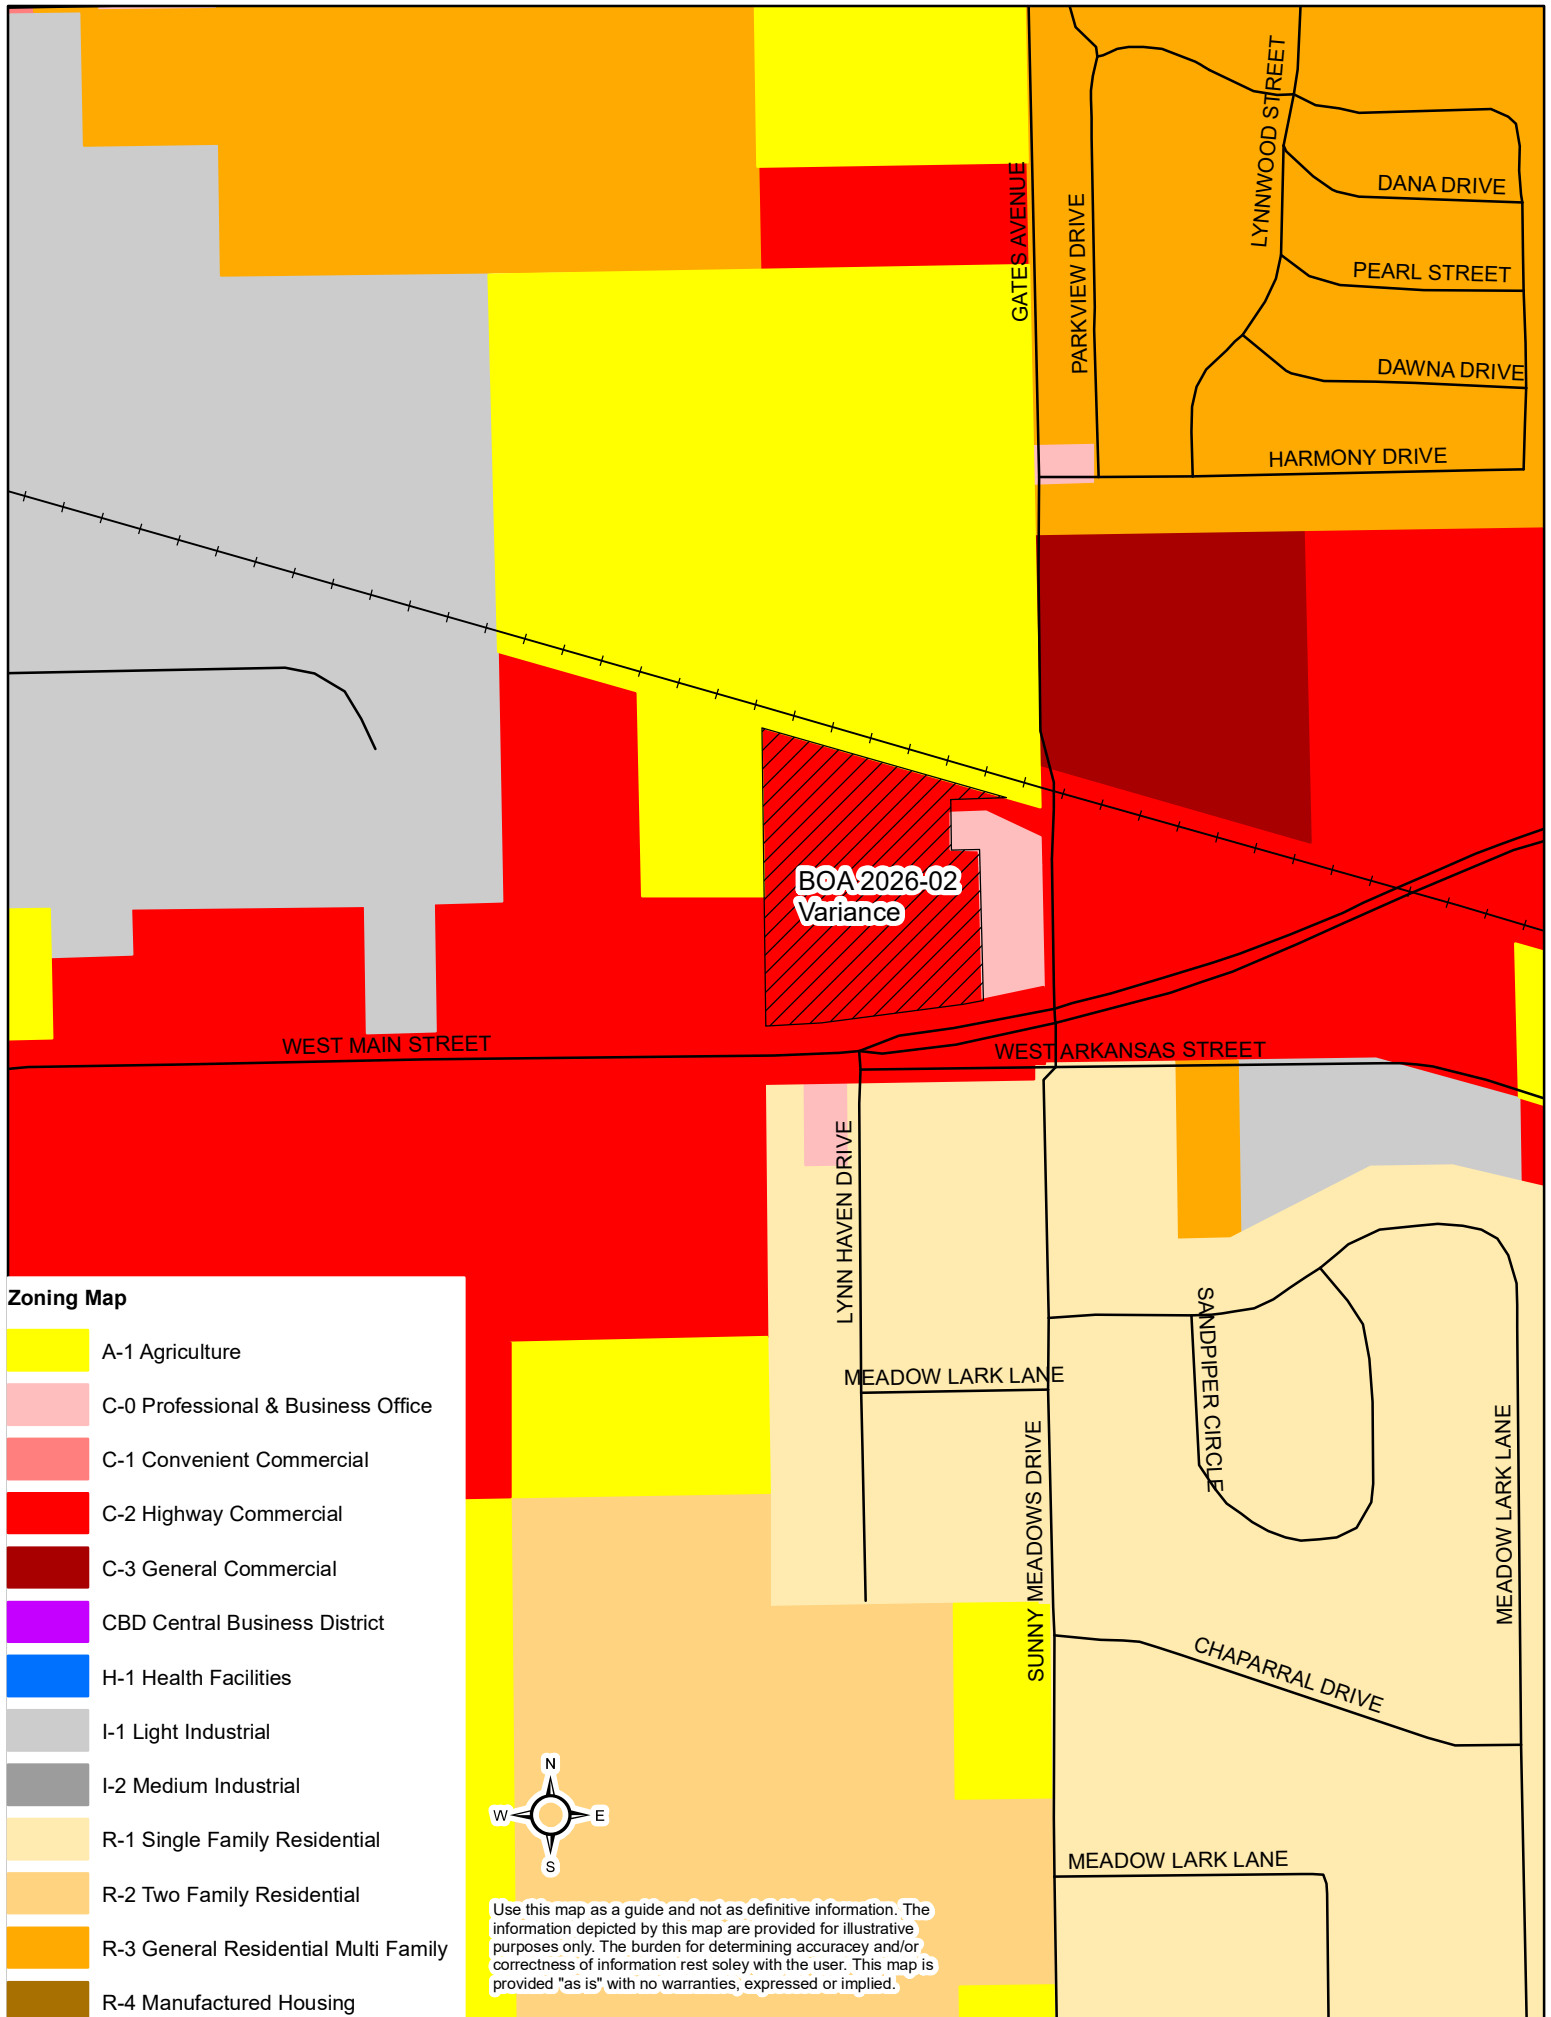 LYNNWOOD STREET
DANA DRIVE
GATES AVENUE
PARKVIEW DRIVE
PEARL STREET
DAWNA DRIVE
HARMONY DRIVE
BOA 2026-02
Variance
WEST MAIN STREET
WEST ARKANSAS STREET
LYNN HAVEN DRIVE
SANDPIPER CIRCLE
MEADOW LARK LANE
MEADOW LARK LANE
SUNNY MEADOWS DRIVE
CHAPARRAL DRIVE
MEADOW LARK LANE
Zoning Map
A-1 Agriculture
C-0 Professional & Business Office
C-1 Convenient Commercial
C-2 Highway Commercial
C-3 General Commercial
CBD Central Business District
H-1 Health Facilities
I-1 Light Industrial
I-2 Medium Industrial
R-1 Single Family Residential
R-2 Two Family Residential
R-3 General Residential Multi Family
R-4 Manufactured Housing
N
W
E
S
Use this map as a guide and not as definitive information. The
information depicted by this map are provided for illustrative
purposes only. The burden for determining accuracey and/or
correctness of information rest soley with the user. This map is
provided "as is" with no warranties, expressed or implied.